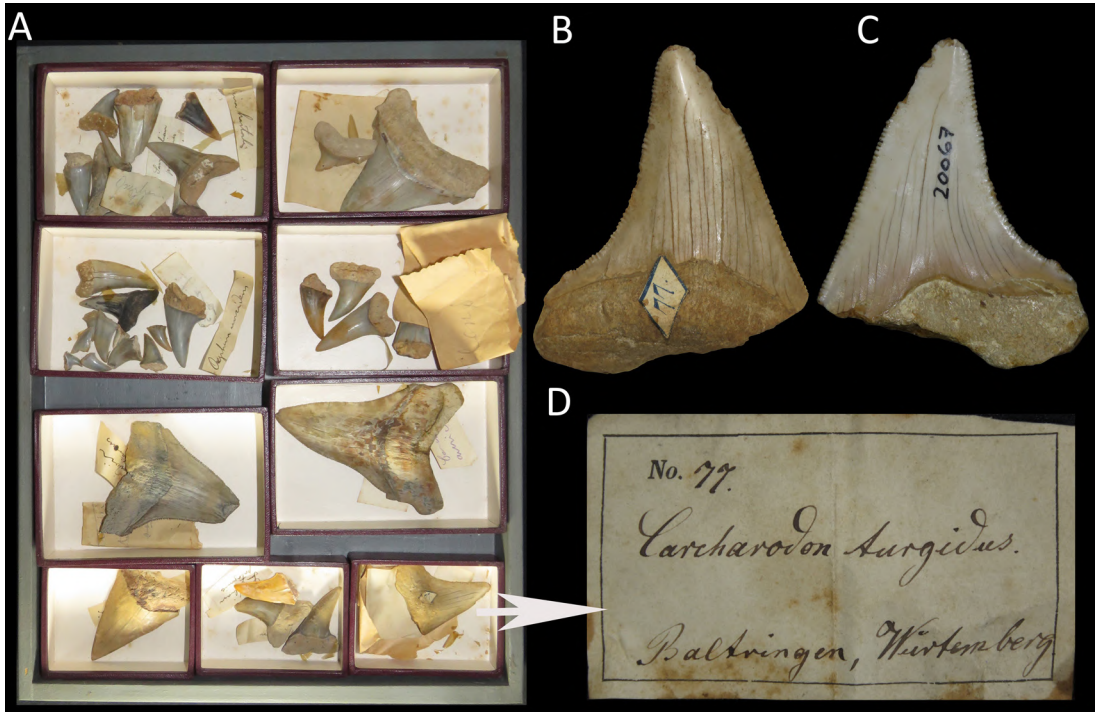 A
B
C
77.
20067
D
No. 77.
Carcharodon turgidus.
Baltringen, Würtemberg.